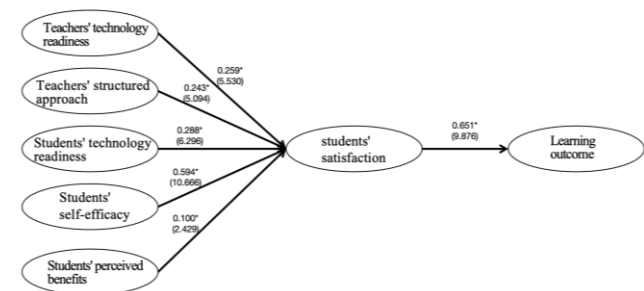 Teachers' technology
readiness
0.259*
(5.530)
Teachers' structured
approach
0.243*
(5.094)
Students' technology
readiness
0.288*
(6.296)
students'
satisfaction
0.651*
(9.876)
Learning
outcome
0.594*
(10.666)
Students'
self-efficacy
0.100*
(2.429)
Students' perceived
benefits